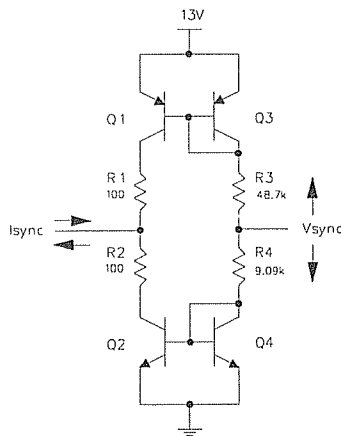 13V
Q1
Q3
R1
100
R3
48.7k
Isync
Vsync
R2
100
R4
9.09k
Q2
Q4